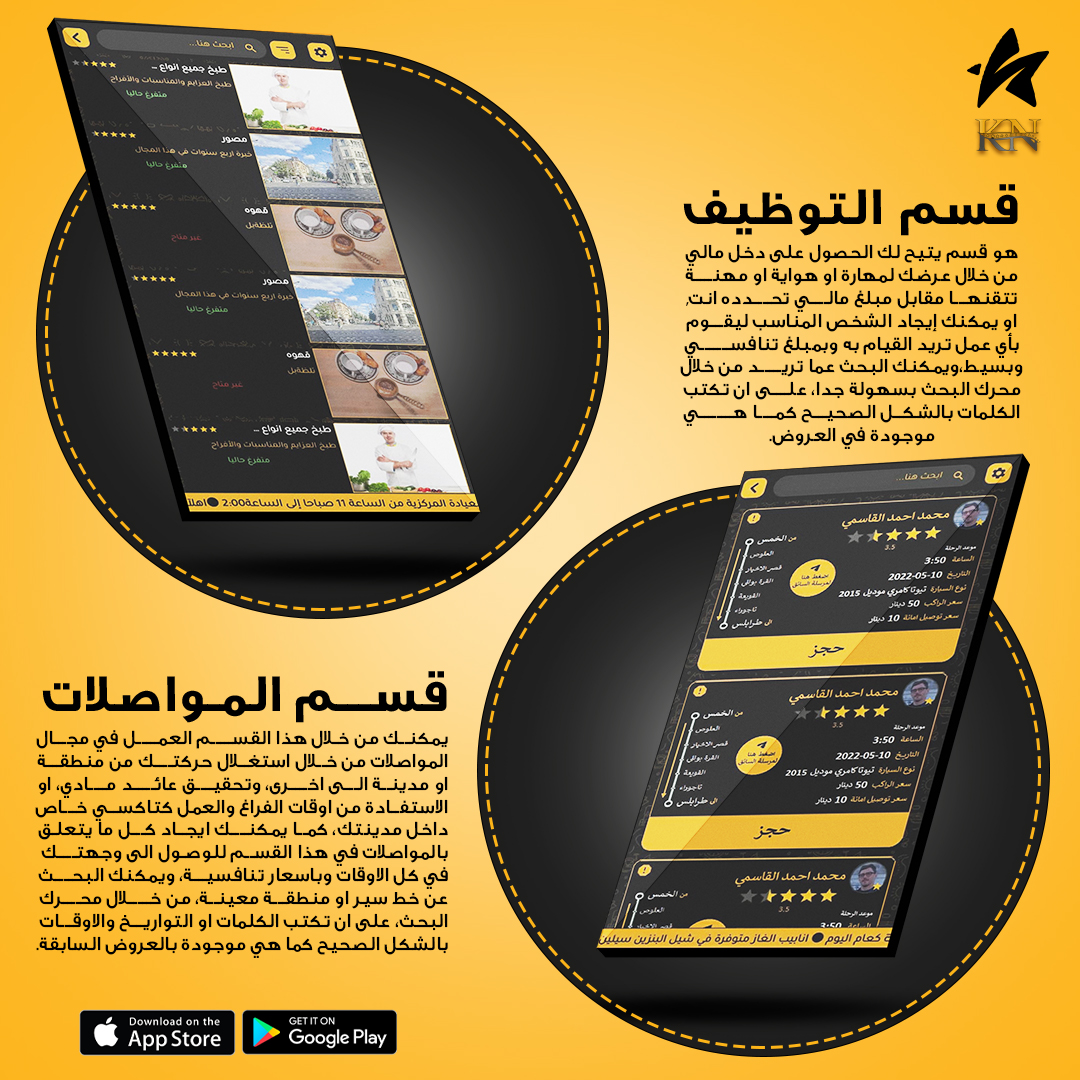 KN
قسم التوظيف
هو قسم يتيح لك الحصول على دخل مالي
من خلال عرضك لمهارة او هواية او مهنة
تتقنها مقابل مبلغ مالي تحدده انت,
او يمكنك إيجاد الشخص المناسب ليقوم
بأي عمل تريد القيام به وبمبلغ تنافسي
وبسيط،ويمكنك البحث عما تريد من خلال
محرك البحث بسهولة جدا، على ان تكتب
الكلمات بالشكل الصحيح كما هي
موجودة في العروض.
ابحث هنا...
طبخ جميع انواع ...
طبخ العزايم والمناسبات والأفراح
متفرغ حاليا
مصور
خبرة اربع سنوات في هذا المجال
متفرغ حاليا
قهوه
غير متاح
مصور
خبرة اربع سنوات في هذا المجال
متفرغ حاليا
قهوه
غير متاح
طبخ جميع انواع ...
طبخ العزايم والمناسبات والأفراح
متفرغ حاليا
المركزية من الساعة 11 صباحا إلى الساعة2:00
ابحث هنا...
محمد احمد القاسمي
3.5
موعد الرحلة
الساعة 3:50
التاريخ 2022-05-10
نوع السيارة تيوتا كامري موديل 2015
سعر الراكب 50 دينار
سعر توصيل امانة 10 دينار
من الخمس
العلوص
قصر الاخيار
القرة بوللي
القويعة
تاجوراء
الى طرابلس
اضغط هنا
لمرسلة السائق
حجز
محمد احمد القاسمي
3.5
موعد الرحلة
الساعة 3:50
التاريخ 2022-05-10
نوع السيارة تيوتا كامري موديل 2015
سعر الراكب 50 دينار
سعر توصيل امانة 10 دينار
من الخمس
العلوص
قصر الاخيار
القرة بوللي
القويعة
تاجوراء
الى طرابلس
اضغط هنا
لمرسلة السائق
حجز
محمد احمد القاسمي
3.5
موعد الرحلة
الساعة 3:50
من الخمس
العلوص
كعام اليوم
انابيب الغاز متوفرة في شيل البنزين
قسم المواصلات
يمكنك من خلال هذا القسم العمل في مجال
المواصلات من خلال استغلال حركتك من منطقة
او مدينة الى اخرى، وتحقيق عائد مادي، او
الاستفادة من اوقات الفراغ والعمل كتاكسي خاص
داخل مدينتك، كما يمكنك ايجاد كل ما يتعلق
بالمواصلات في هذا القسم للوصول الى وجهتك
في كل الاوقات وباسعار تنافسية، ويمكنك البحث
عن خط سير او منطقة معينة، من خلال محرك
البحث، على ان تكتب الكلمات او التواريخ والاوقات
بالشكل الصحيح كما هي موجودة بالعروض السابقة.
Download on the
App Store
GET IT ON
Google Play